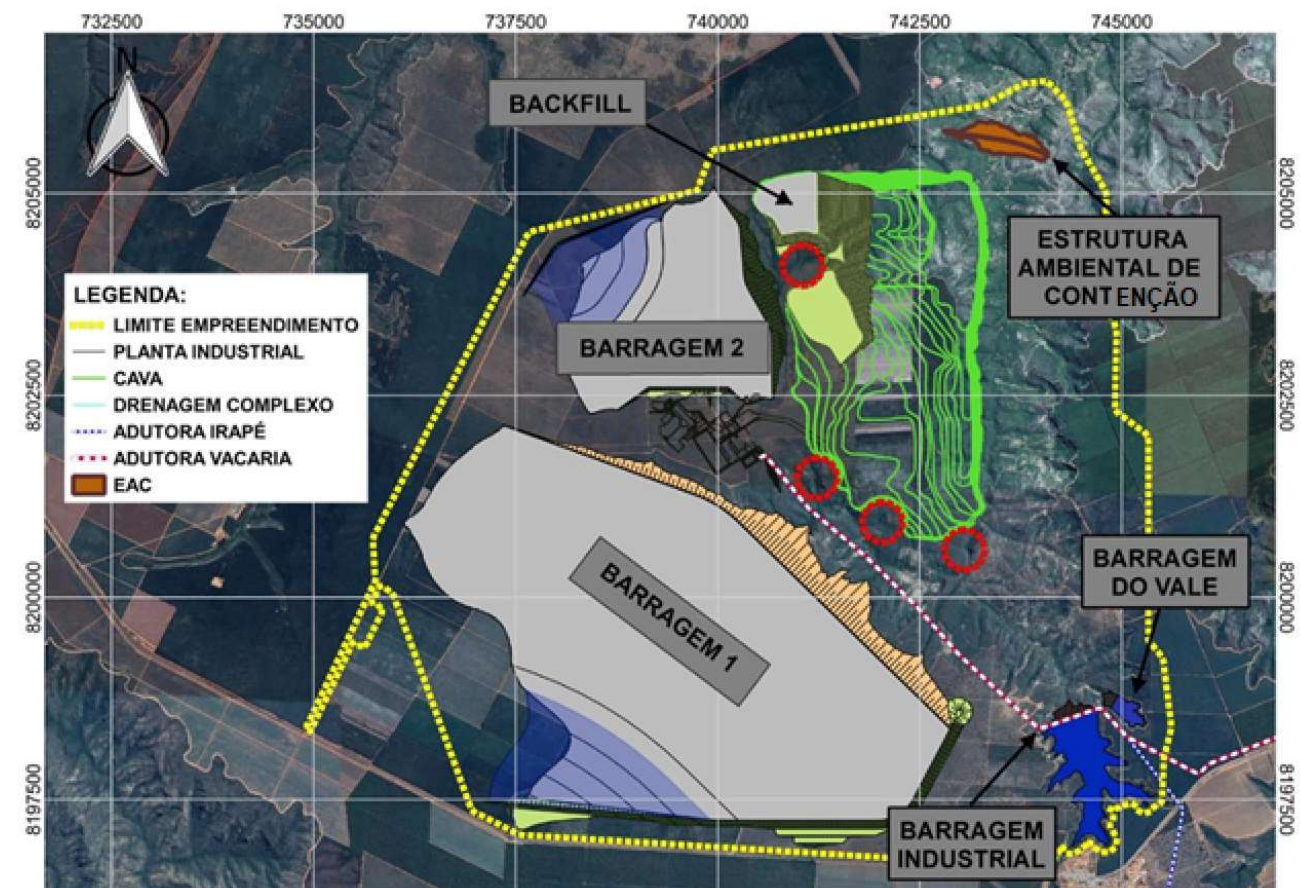 732500 735000 737500 740000 742500 745000
N
BACKFILL
8205000
8205000
ESTRUTURA
AMBIENTAL DE
CONTENÇÃO
LEGENDA:
LIMITE EMPREENDIMENTO
PLANTA INDUSTRIAL
CAVA
DRENAGEM COMPLEXO
ADUTORA IRAPÉ
ADUTORA VACARIA
EAC
BARRAGEM 2
8202500
8202500
BARRAGEM
DO VALE
8200000
8200000
BARRAGEM 1
8197500
8197500
BARRAGEM
INDUSTRIAL